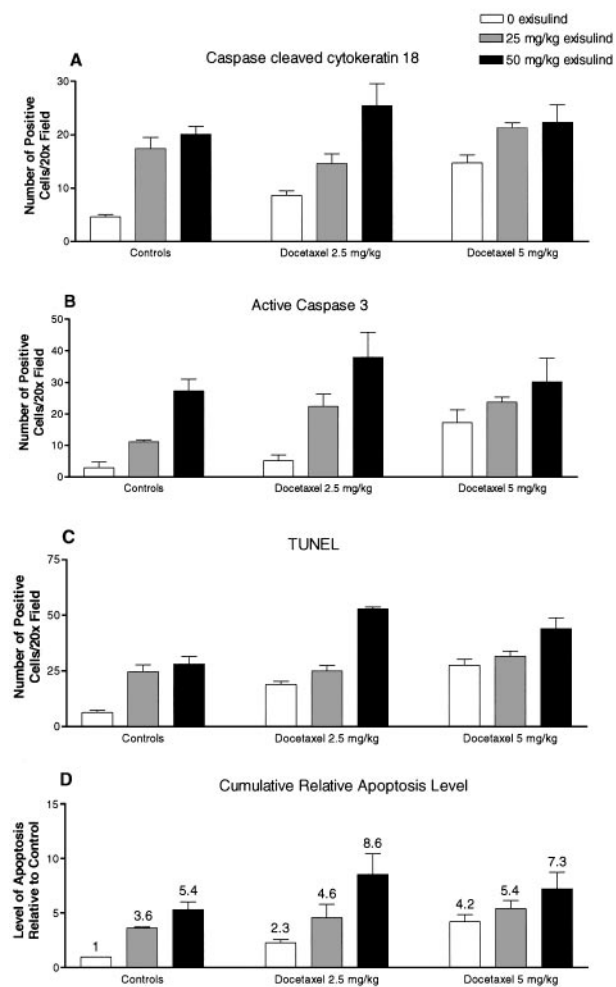 0 exisulind
25 mg/kg exisulind
50 mg/kg exisulind
A
Caspase cleaved cytokeratin 18
Number of Positive
Cells/20x Field
30
20
10
0
Controls
Docetaxel 2.5 mg/kg
Docetaxel 5 mg/kg
B
Active Caspase 3
Number of Positive
Cells/20x Field
50
40
30
20
10
0
Controls
Docetaxel 2.5 mg/kg
Docetaxel 5 mg/kg
C
TUNEL
Number of Positive
Cells/20x Field
75
50
25
0
Controls
Docetaxel 2.5 mg/kg
Docetaxel 5 mg/kg
D
Cumulative Relative Apoptosis Level
Level of Apoptosis
Relative to Control
15
10
5
0
1
3.6
5.4
2.3
4.6
8.6
4.2
5.4
7.3
Controls
Docetaxel 2.5 mg/kg
Docetaxel 5 mg/kg